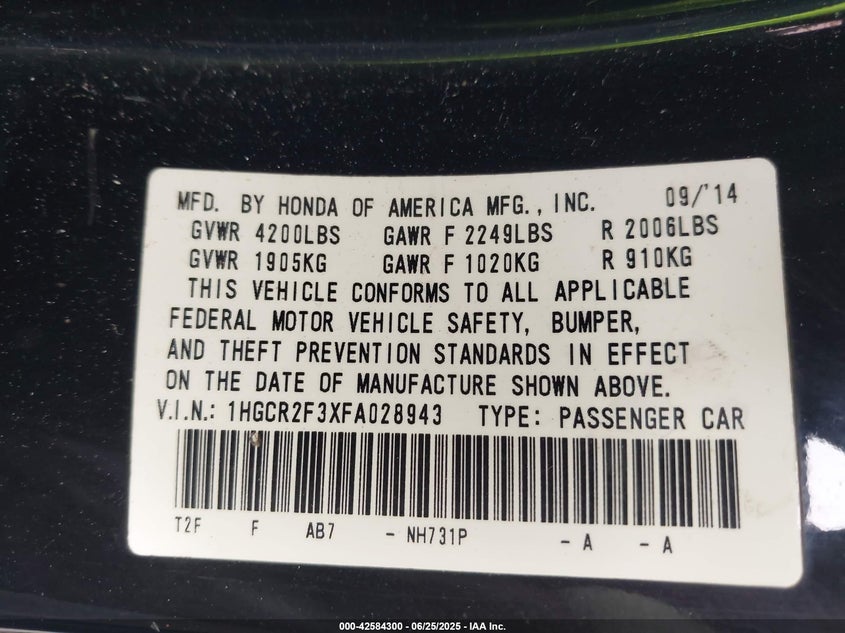 MFD. BY HONDA OF AMERICA MFG., INC. 09/'14
GVWR 4200LBS GAWR F 2249LBS R 2006LBS
GVWR 1905KG GAWR F 1020KG R 910KG
THIS VEHICLE CONFORMS TO ALL APPLICABLE
FEDERAL MOTOR VEHICLE SAFETY, BUMPER,
AND THEFT PREVENTION STANDARDS IN EFFECT
ON THE DATE OF MANUFACTURE SHOWN ABOVE.
V.I.N.: 1HGCR2F3XFA028943 TYPE: PASSENGER CAR
T2F F AB7 - NH731P - A - A
000-42584300 - 06/25/2025 - IAA Inc.